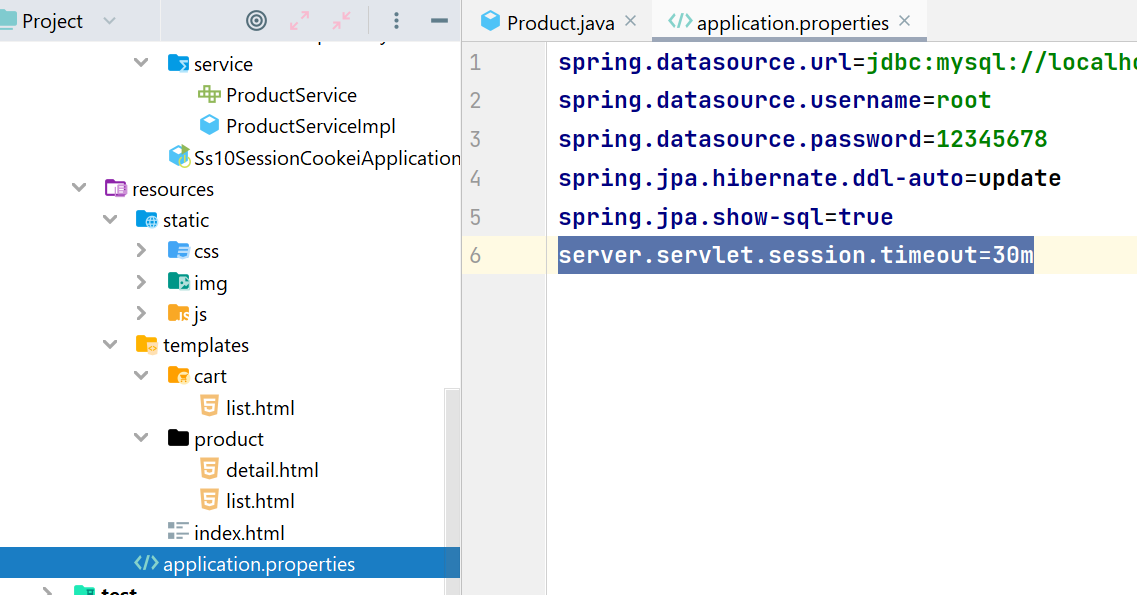 Project
service
ProductService
ProductServiceImpl
Ss10SessionCookeiApplication
resources
static
css
img
js
templates
cart
list.html
product
detail.html
list.html
index.html
application.properties
test
Product.java
application.properties
1 spring.datasource.url=jdbc:mysql://localho
2 spring.datasource.username=root
3 spring.datasource.password=12345678
4 spring.jpa.hibernate.ddl-auto=update
5 spring.jpa.show-sql=true
6 server.servlet.session.timeout=30m